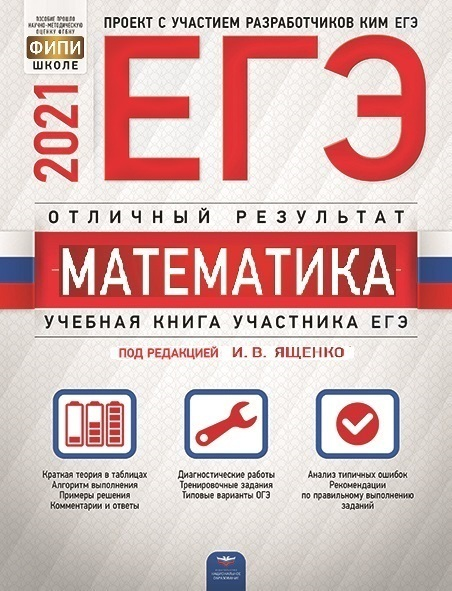 ПРОЕКТ С УЧАСТИЕМ РАЗРАБОТЧИКОВ КИМ ЕГЭ
ПОСОБИЕ ПРОШЛО
НАУЧНО-МЕТОДИЧЕСКУЮ
ОЦЕНКУ ФГБНУ
ФИПИ
ШКОЛЕ
2021
ЕГЭ
ОТЛИЧНЫЙ РЕЗУЛЬТАТ
МАТЕМАТИКА
УЧЕБНАЯ КНИГА УЧАСТНИКА ЕГЭ
ПОД РЕДАКЦИЕЙ И. В. ЯЩЕНКО
Краткая теория в таблицах
Алгоритм выполнения
Примеры решения
Комментарии и ответы
Диагностические работы
Тренировочные задания
Типовые варианты ОГЭ
Анализ типичных ошибок
Рекомендации
по правильному выполнению
заданий
НАЦИОНАЛЬНОЕ
ОБРАЗОВАНИЕ